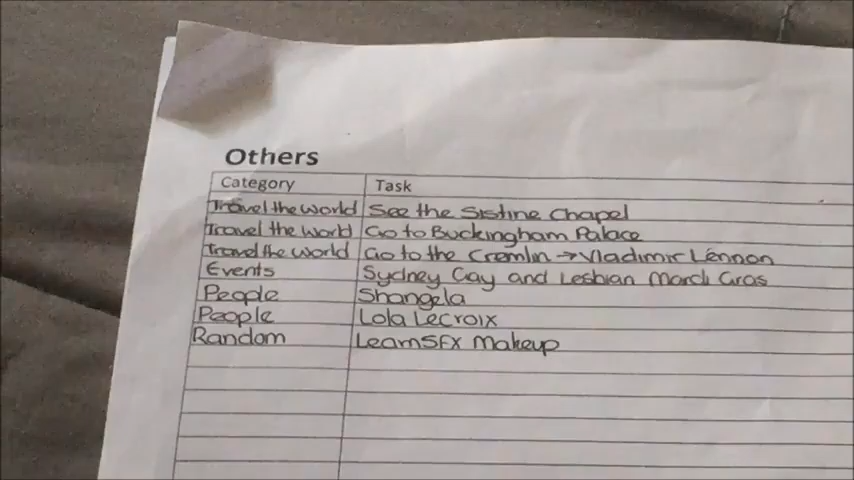 Others
Category Task
Travel the world See the Sistine Chapel
Travel the world Go to Buckingham Palace
Travel the world Go to the Cremlin → Vladimir Lennon
Events Sydney Gay and Lesbian Mardi Gras
People Shangela
People Lola Lecroix
Random Learn SFX Makeup